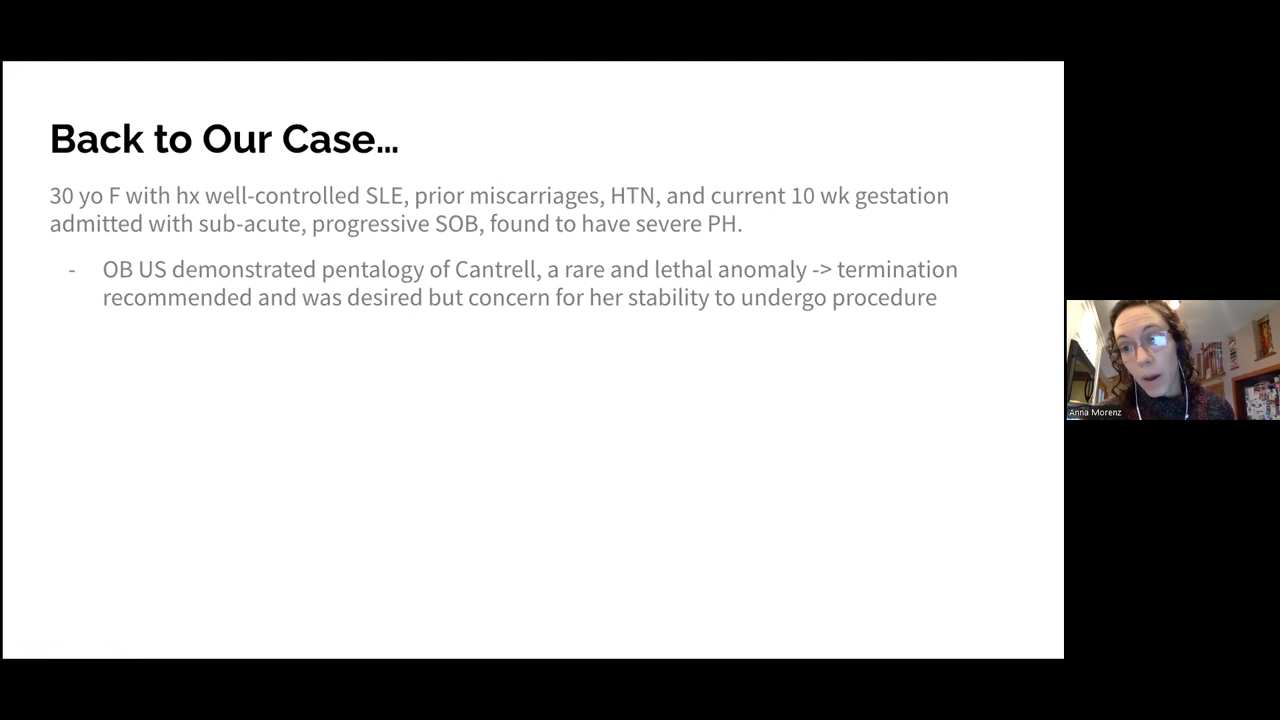 Back to Our Case…
30 yo F with hx well-controlled SLE, prior miscarriages, HTN, and current 10 wk gestation
admitted with sub-acute, progressive SOB, found to have severe PH.
- OB US demonstrated pentalogy of Cantrell, a rare and lethal anomaly -> termination
recommended and was desired but concern for her stability to undergo procedure
Anna Morenz